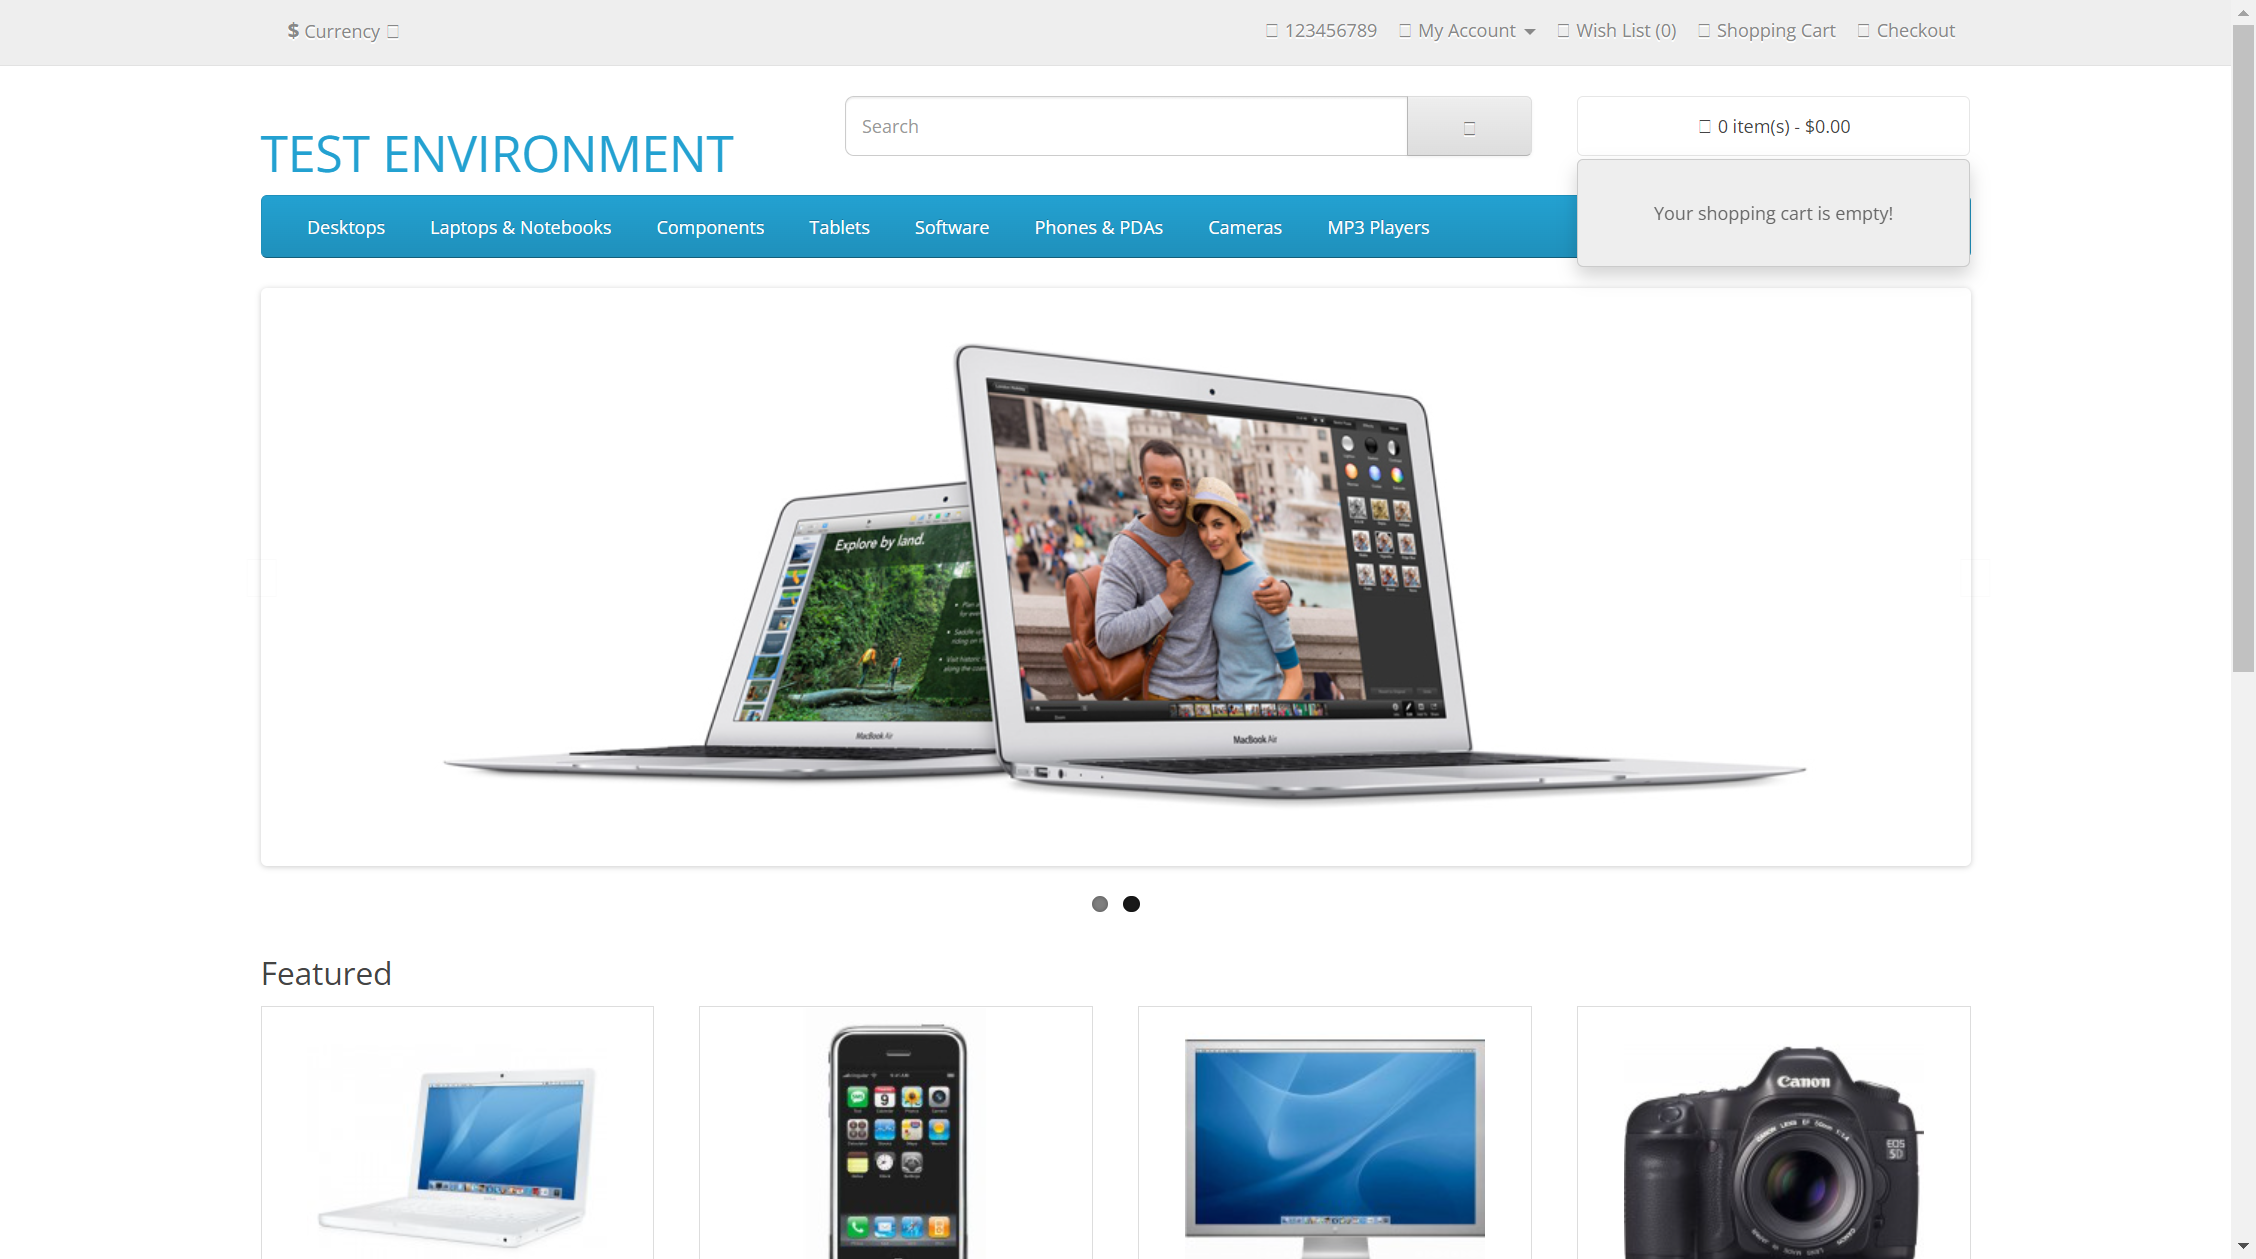 $ Currency
123456789 My Account Wish List (0) Shopping Cart Checkout
TEST ENVIRONMENT
Search
0 item(s) - $0.00
Your shopping cart is empty!
Desktops Laptops & Notebooks Components Tablets Software Phones & PDAs Cameras MP3 Players
Explore by land.
MacBook Air
MacBook Air
Featured
Canon
EOS
5D